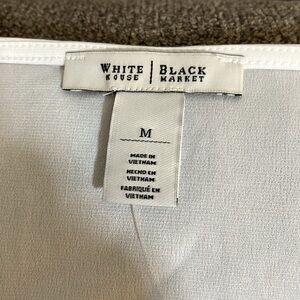 WHITE | BLACK
HOUSE MARKET
M
MADE IN
VIETNAM
HECHO EN
VIETNAM
FABRIQUÉ EN
VIETNAM